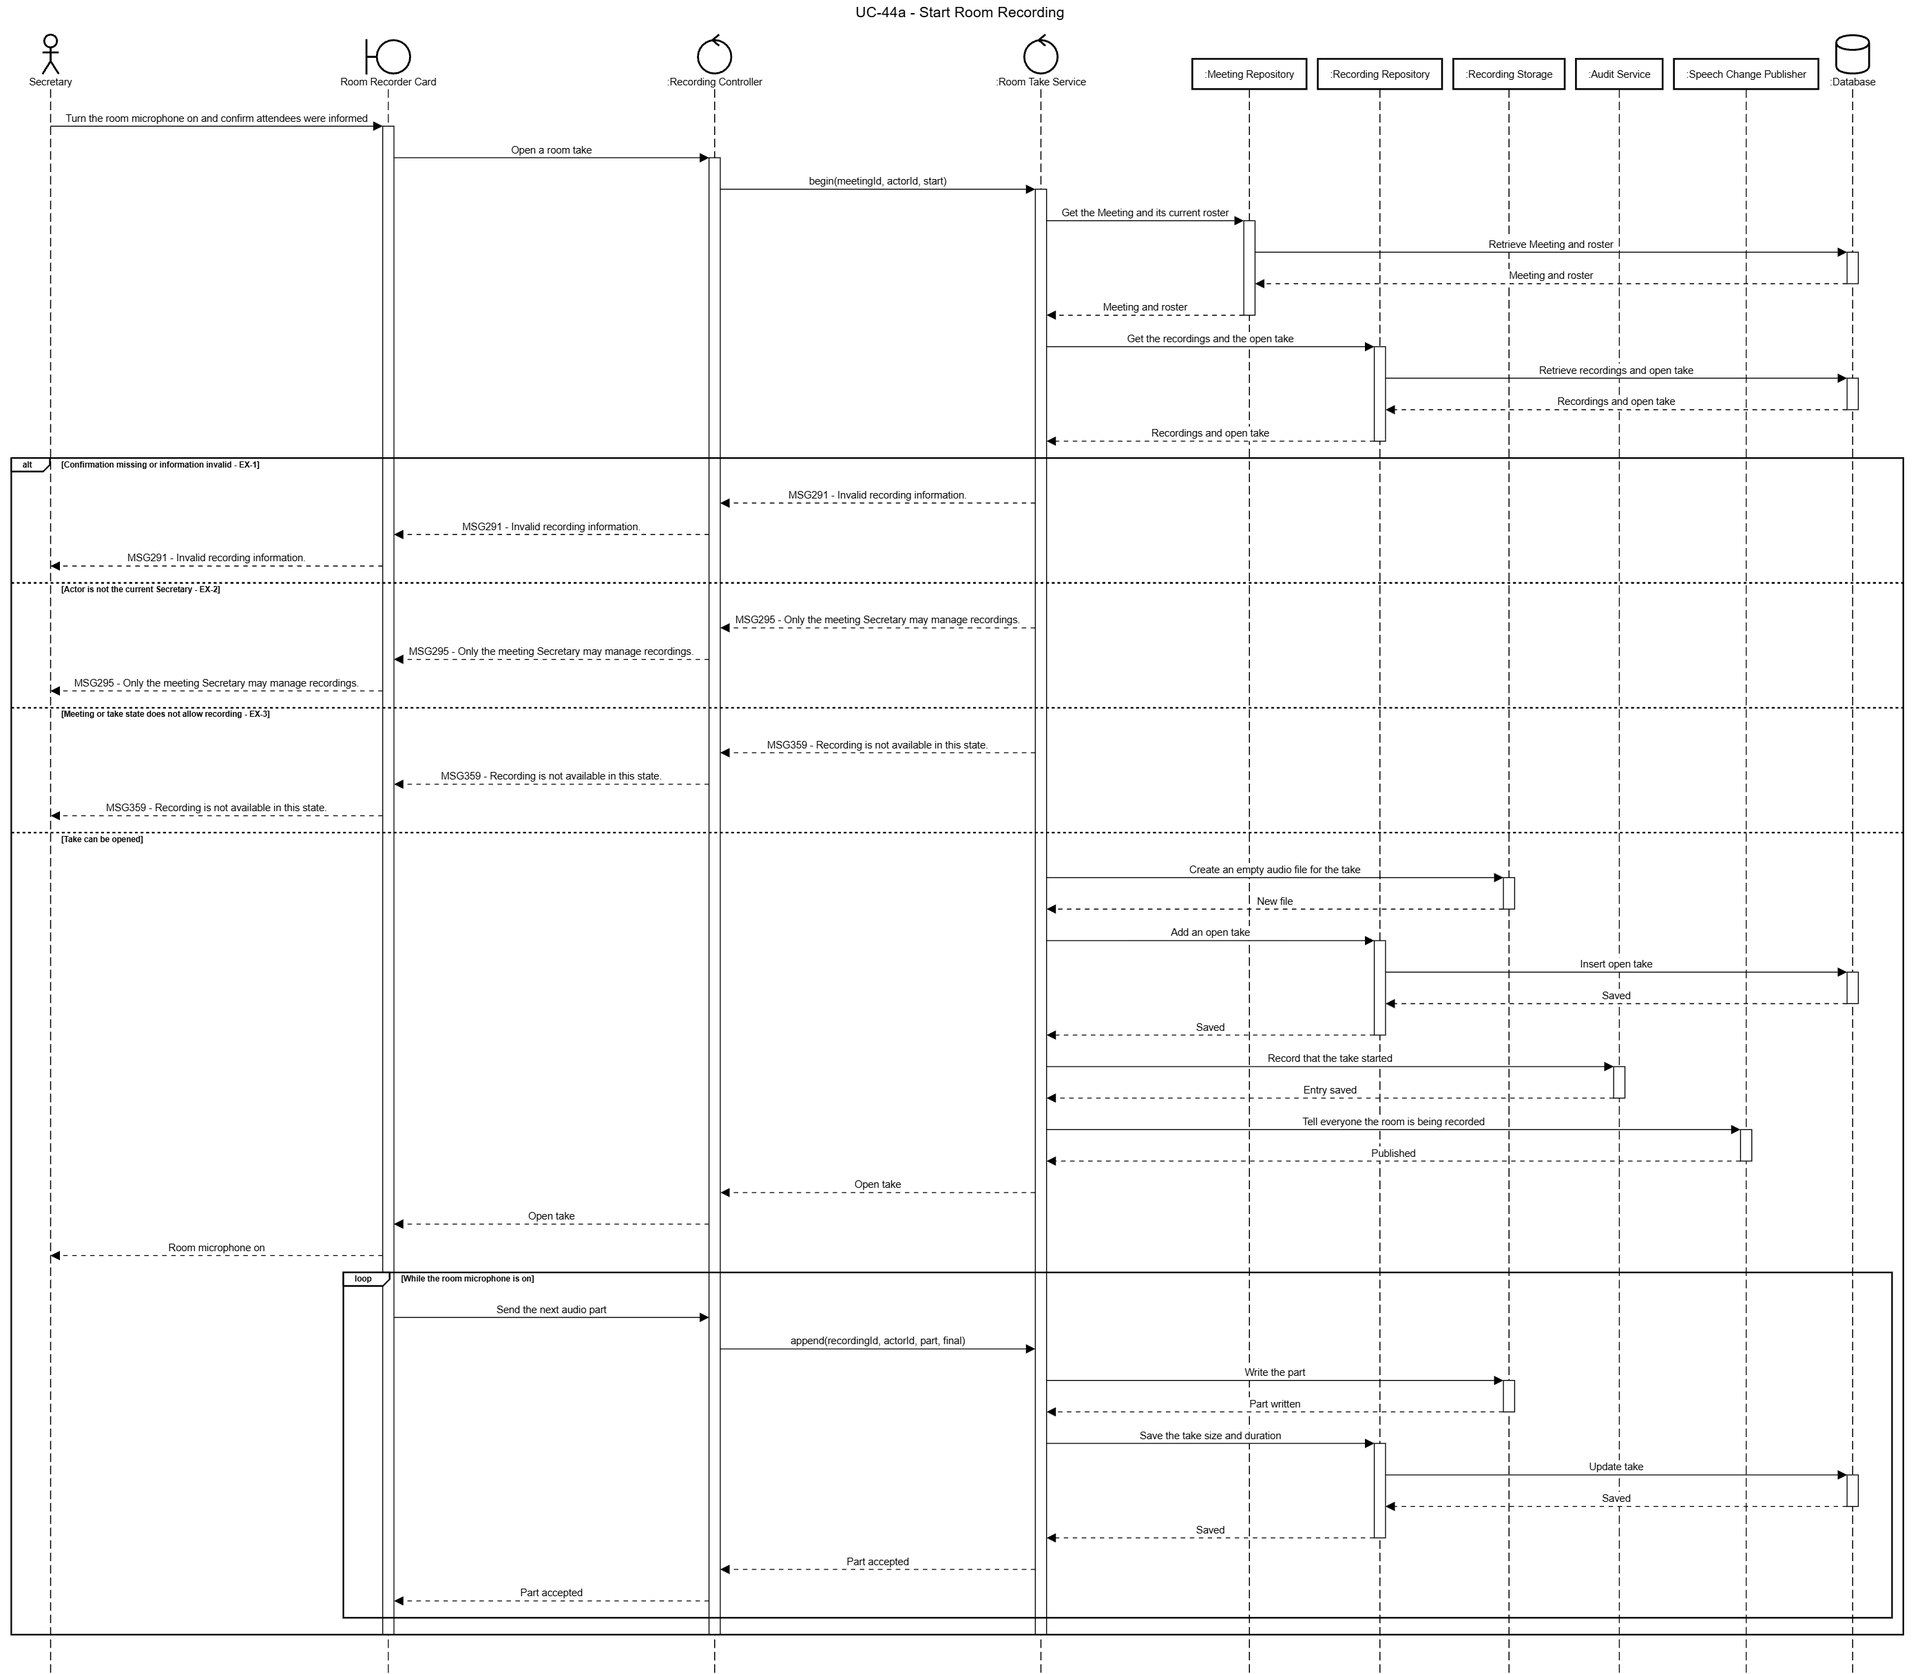 UC-44a - Start Room Recording
Secretary
Room Recorder Card
:Recording Controller
:Room Take Service
:Meeting Repository
:Recording Repository
:Recording Storage
:Audit Service
:Speech Change Publisher
:Database
Turn the room microphone on and confirm attendees were informed
Open a room take
begin(meetingId, actorId, start)
Get the Meeting and its current roster
Retrieve Meeting and roster
Meeting and roster
Meeting and roster
Get the recordings and the open take
Retrieve recordings and open take
Recordings and open take
Recordings and open take
alt
[Confirmation missing or information invalid - EX-1]
MSG291 - Invalid recording information.
MSG291 - Invalid recording information.
MSG291 - Invalid recording information.
[Actor is not the current Secretary - EX-2]
MSG295 - Only the meeting Secretary may manage recordings.
MSG295 - Only the meeting Secretary may manage recordings.
MSG295 - Only the meeting Secretary may manage recordings.
[Meeting or take state does not allow recording - EX-3]
MSG359 - Recording is not available in this state.
MSG359 - Recording is not available in this state.
MSG359 - Recording is not available in this state.
[Take can be opened]
Create an empty audio file for the take
New file
Add an open take
Insert open take
Saved
Saved
Record that the take started
Entry saved
Tell everyone the room is being recorded
Published
Open take
Open take
Room microphone on
loop
[While the room microphone is on]
Send the next audio part
append(recordingId, actorId, part, final)
Write the part
Part written
Save the take size and duration
Update take
Saved
Saved
Part accepted
Part accepted